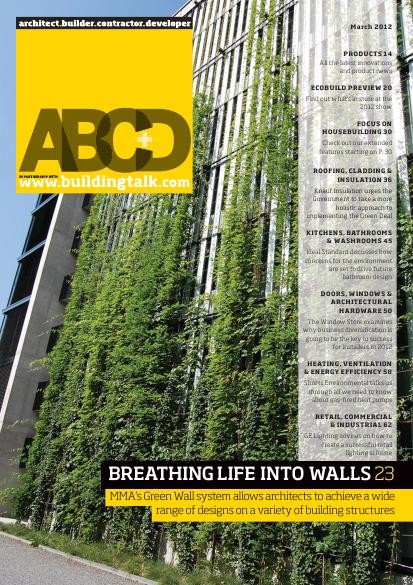 architect.builder.contractor.developer
ABC+D
IN PARTNERSHIP WITH
www.buildingtalk.com
March 2012
PRODUCTS 14
All the latest innovations
and product news
ECOBUILD PREVIEW 20
Find out what's in store at the
2012 show
FOCUS ON
HOUSEBUILDING 30
Check out our extended
features starting on P. 30
ROOFING, CLADDING &
INSULATION 36
Knauf Insulation urges the
Government to take a more
holistic approach to
implementing the Green Deal
KITCHENS, BATHROOMS
& WASHROOMS 45
Ideal Standard discusses how
concerns for the environment
are set to drive future
bathroom design
DOORS, WINDOWS &
ARCHITECTURAL
HARDWARE 50
The Window Store examines
why business diversification is
going to be the key to success
for installers in 2012
HEATING, VENTILATION
& ENERGY EFFICIENCY 58
Sharps Environmental talks us
through all we need to know
about gas-fired heat pumps
RETAIL, COMMERCIAL
& INDUSTRIAL 62
GE Lighting advises on how to
create a successful retail
lighting scheme
BREATHING LIFE INTO WALLS 23
MMA's Green Wall system allows architects to achieve a wide
range of designs on a variety of building structures